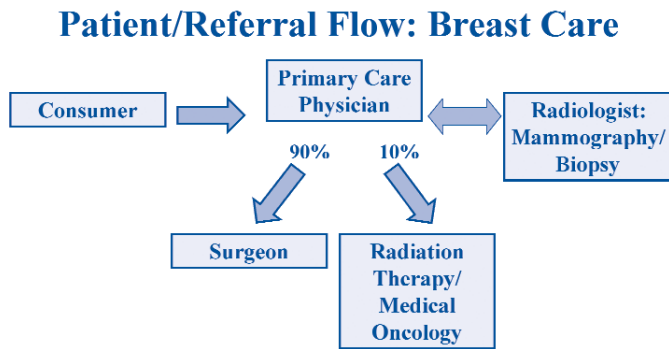 Patient/Referral Flow: Breast Care
Primary Care
Physician
Consumer
Radiologist:
Mammography/
Biopsy
90%
10%
Surgeon
Radiation
Therapy/
Medical
Oncology